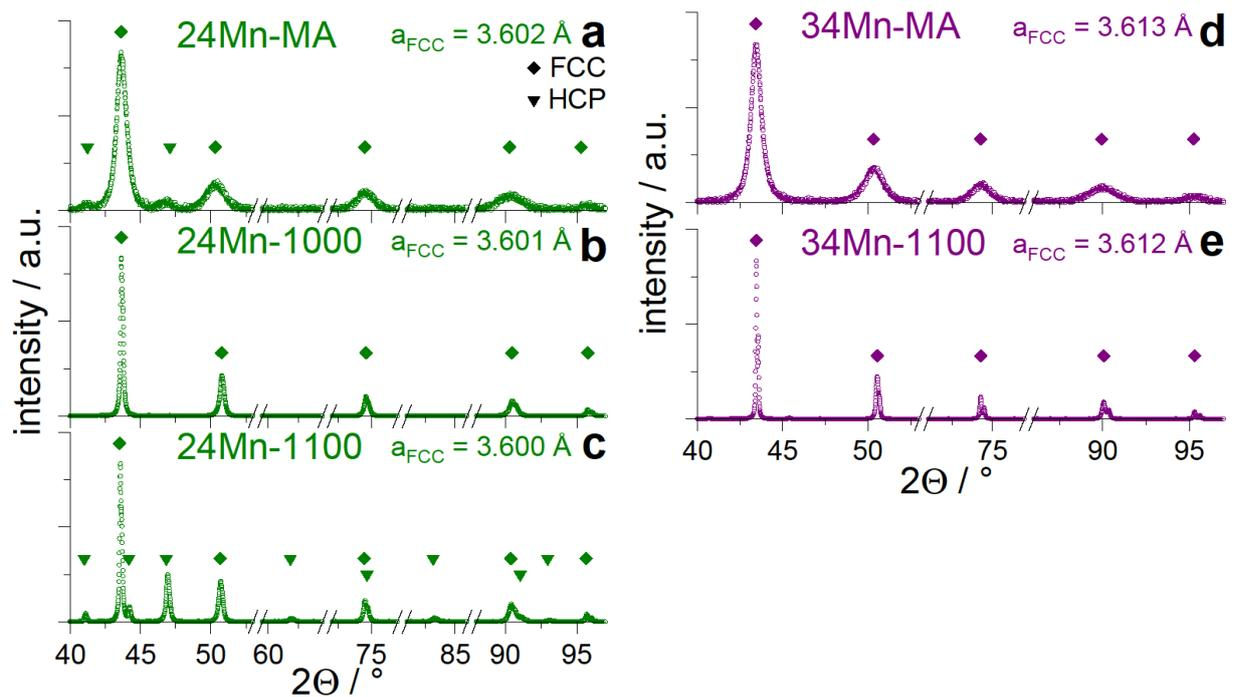 24Mn-MA aFCC = 3.602 Å a
◆ FCC
▼ HCP
24Mn-1000 aFCC = 3.601 Å b
24Mn-1100 aFCC = 3.600 Å c
intensity / a.u.
40 45 50 60 75 85 90 95
2Θ / °
34Mn-MA aFCC = 3.613 Å d
34Mn-1100 aFCC = 3.612 Å e
intensity / a.u.
40 45 50 75 90 95
2Θ / °